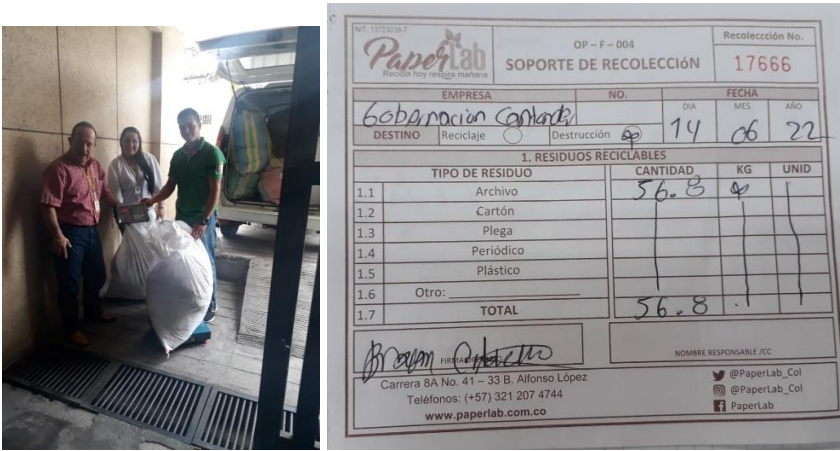 NIT. 13723039-7
PaperLab
Recicla hoy respira mañana
OP – F – 004
SOPORTE DE RECOLECCIÓN
Recolección No.
17666
EMPRESA NO. FECHA
Gobernacion Santander
DIA MES AÑO
14 06 22
DESTINO Reciclaje Destrucción
1. RESIDUOS RECICLABLES
TIPO DE RESIDUO CANTIDAD KG UNID
1.1 Archivo 56.8
1.2 Cartón
1.3 Plega
1.4 Periódico
1.5 Plástico
1.6 Otro:
1.7 TOTAL 56.8
NOMBRE RESPONSABLE /CC
Carrera 8A No. 41 – 33 B. Alfonso López
Teléfonos: (+57) 321 207 4744
www.paperlab.com.co
@PaperLab_Col
@PaperLab_Col
PaperLab